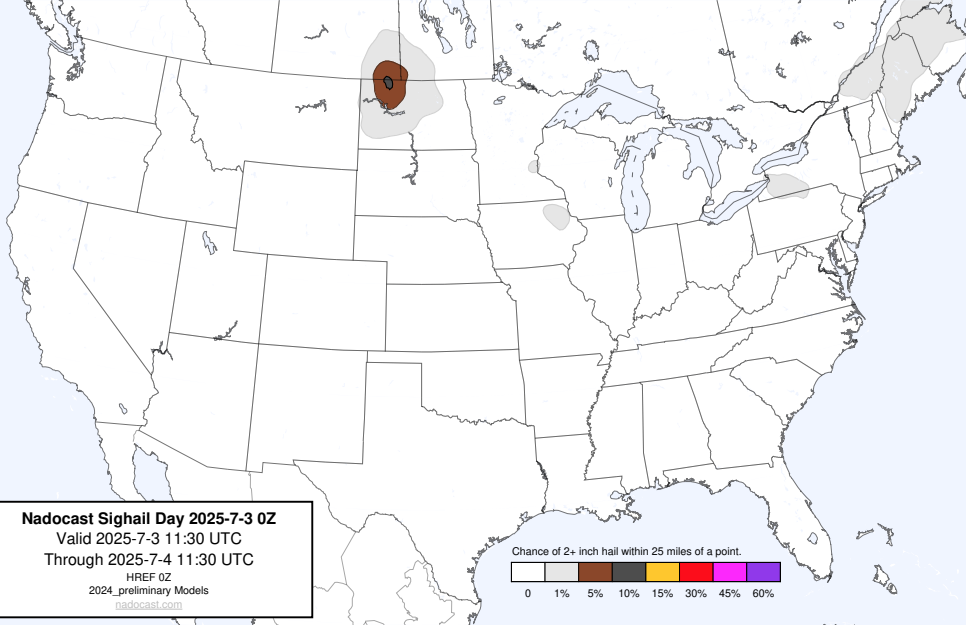 Nadocast Sighail Day 2025-7-3 0Z
Valid 2025-7-3 11:30 UTC
Through 2025-7-4 11:30 UTC
HREF 0Z
2024_preliminary Models
nadocast.com
Chance of 2+ inch hail within 25 miles of a point.
0 1% 5% 10% 15% 30% 45% 60%